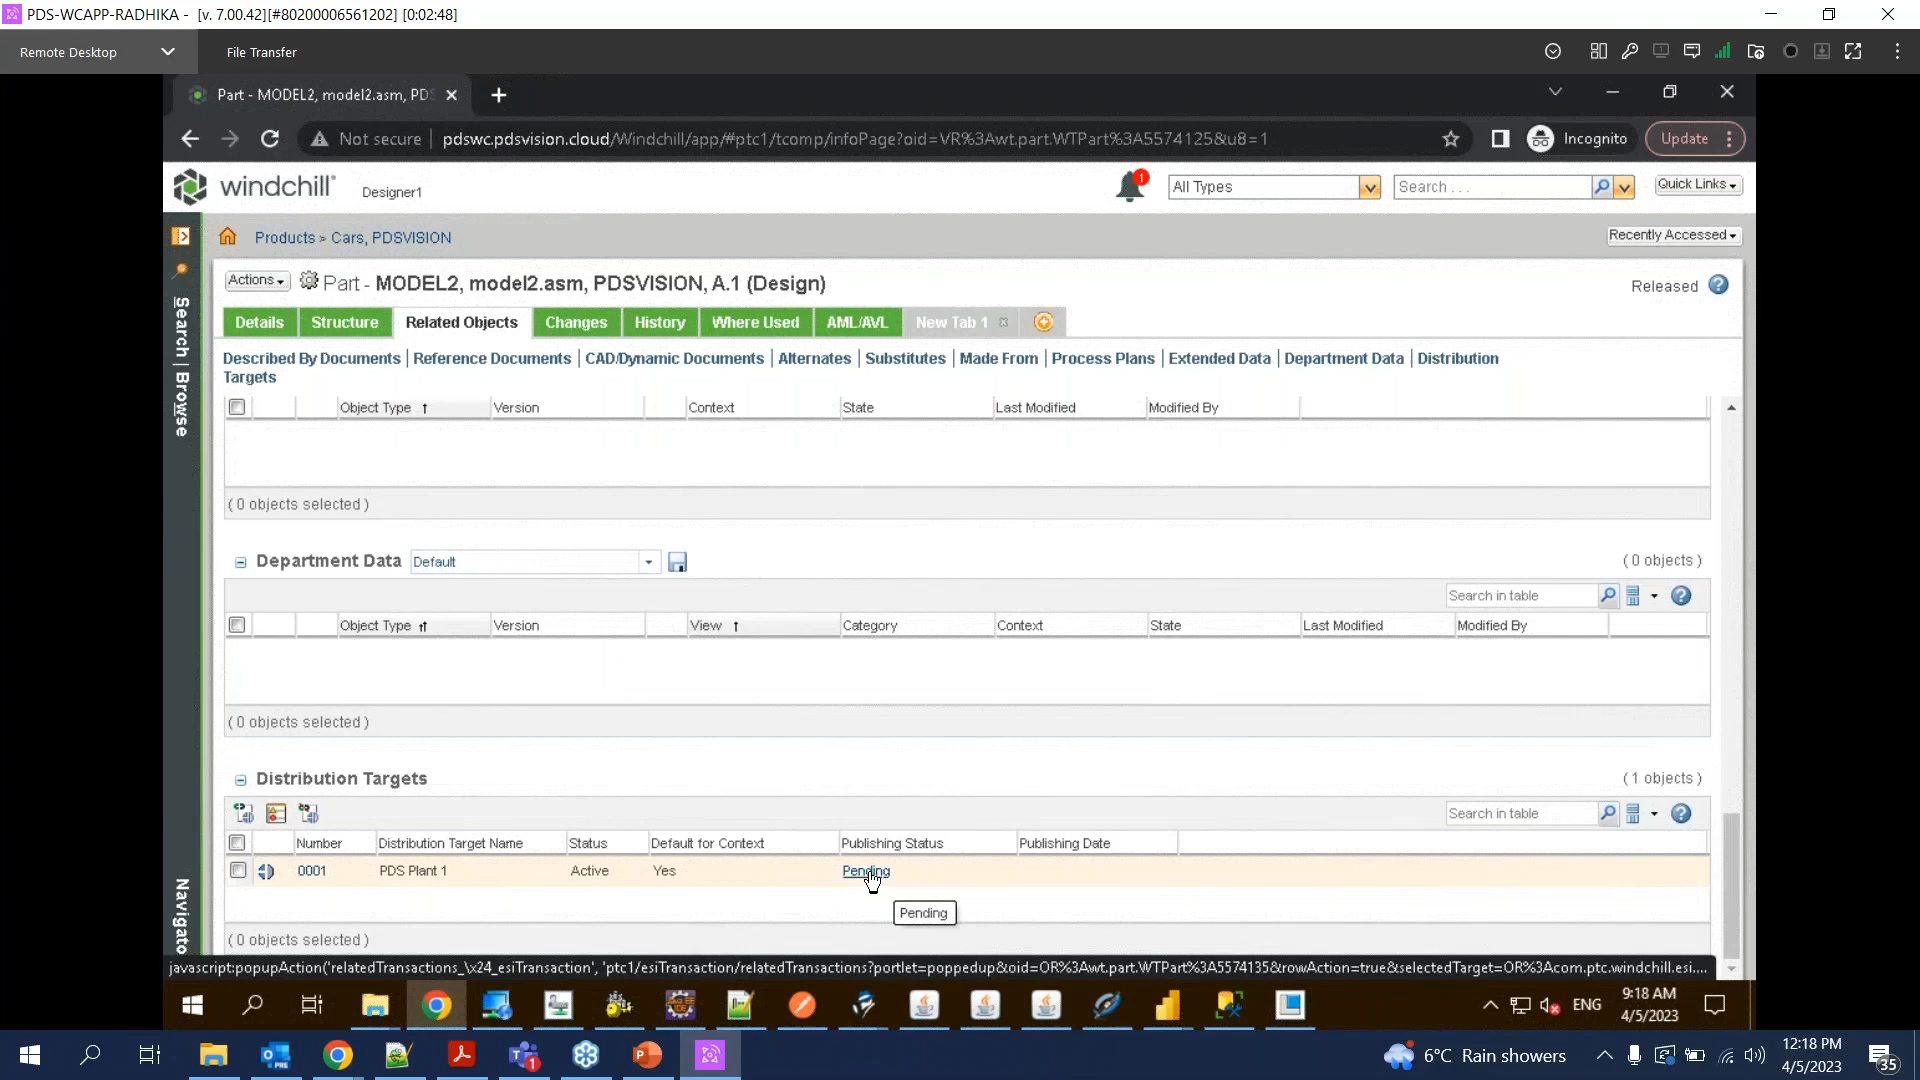 PDS-WCAPP-RADHIKA - [v. 7.00.42][#80200006561202] [0:02:48]
Remote Desktop File Transfer
Part - MODEL2, model2.asm, PDS
Not secure pdswc.pdsvision.cloud/Windchill/app/#ptc1/tcomp/infoPage?oid=VR%3Awt.part.WTPart%3A5574125&u8=1 Incognito Update
windchill Designer1 1 All Types Search . . . Quick Links
Products > Cars, PDSVISION Recently Accessed
Actions Part - MODEL2, model2.asm, PDSVISION, A.1 (Design) Released
Search | Browse
Details Structure Related Objects Changes History Where Used AML/AVL New Tab 1
Described By Documents | Reference Documents | CAD/Dynamic Documents | Alternates | Substitutes | Made From | Process Plans | Extended Data | Department Data | Distribution
Targets
Object Type Version Context State Last Modified Modified By
( 0 objects selected )
Department Data Default ( 0 objects )
Search in table
Object Type Version View Category Context State Last Modified Modified By
( 0 objects selected )
Distribution Targets ( 1 objects )
Search in table
Number Distribution Target Name Status Default for Context Publishing Status Publishing Date
0001 PDS Plant 1 Active Yes Pending
Pending
Navigato
( 0 objects selected )
javascript:popupAction('relatedTransactions_\x24_esiTransaction', 'ptc1/esiTransaction/relatedTransactions?portlet=poppedup&oid=OR%3Awt.part.WTPart%3A5574135&rowAction=true&selectedTarget=OR%3Acom.ptc.windchill.esi....
ENG 9:18 AM
4/5/2023
6°C Rain showers 12:18 PM
4/5/2023
35